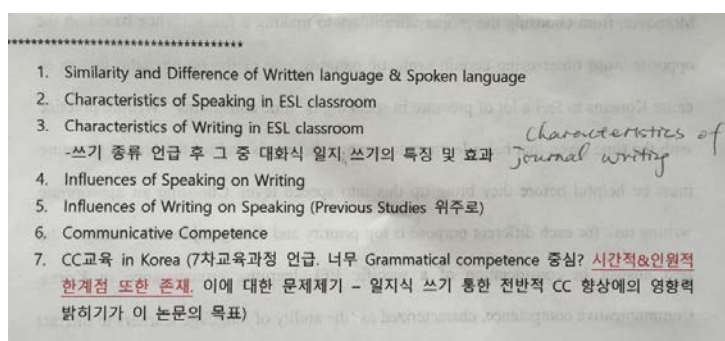 ************************************
1. Similarity and Difference of Written language & Spoken language
2. Characteristics of Speaking in ESL classroom
3. Characteristics of Writing in ESL classroom
-쓰기 종류 언급 후 그 중 대화식 일지 쓰기의 특징 및 효과
Characteristics of
Journal writing
4. Influences of Speaking on Writing
5. Influences of Writing on Speaking (Previous Studies 위주로)
6. Communicative Competence
7. CC교육 in Korea (7차교육과정 언급. 너무 Grammatical competence 중심? 시간적&인원적
한계점 또한 존재. 이에 대한 문제제기 – 일지식 쓰기 통한 전반적 CC 향상에의 영향력
밝히기가 이 논문의 목표)